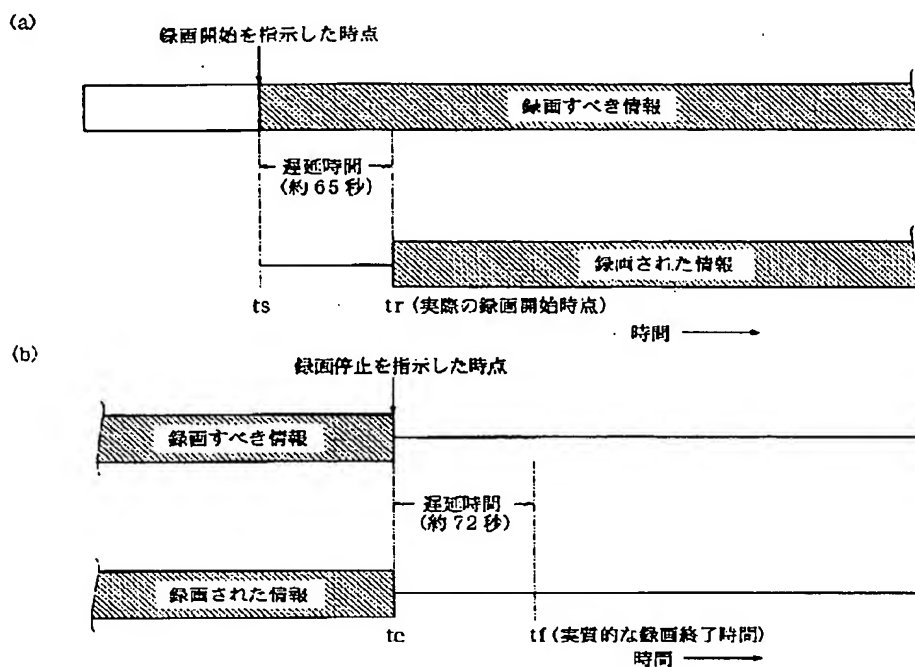 (a)
録画開始を指示した時点
録画すべき情報
遅延時間
(約65秒)
録画された情報
ts
tr(実際の録画開始時点)
時間
(b)
録画停止を指示した時点
録画すべき情報
遅延時間
(約72秒)
録画された情報
tc
tf(実質的な録画終了時間)
時間